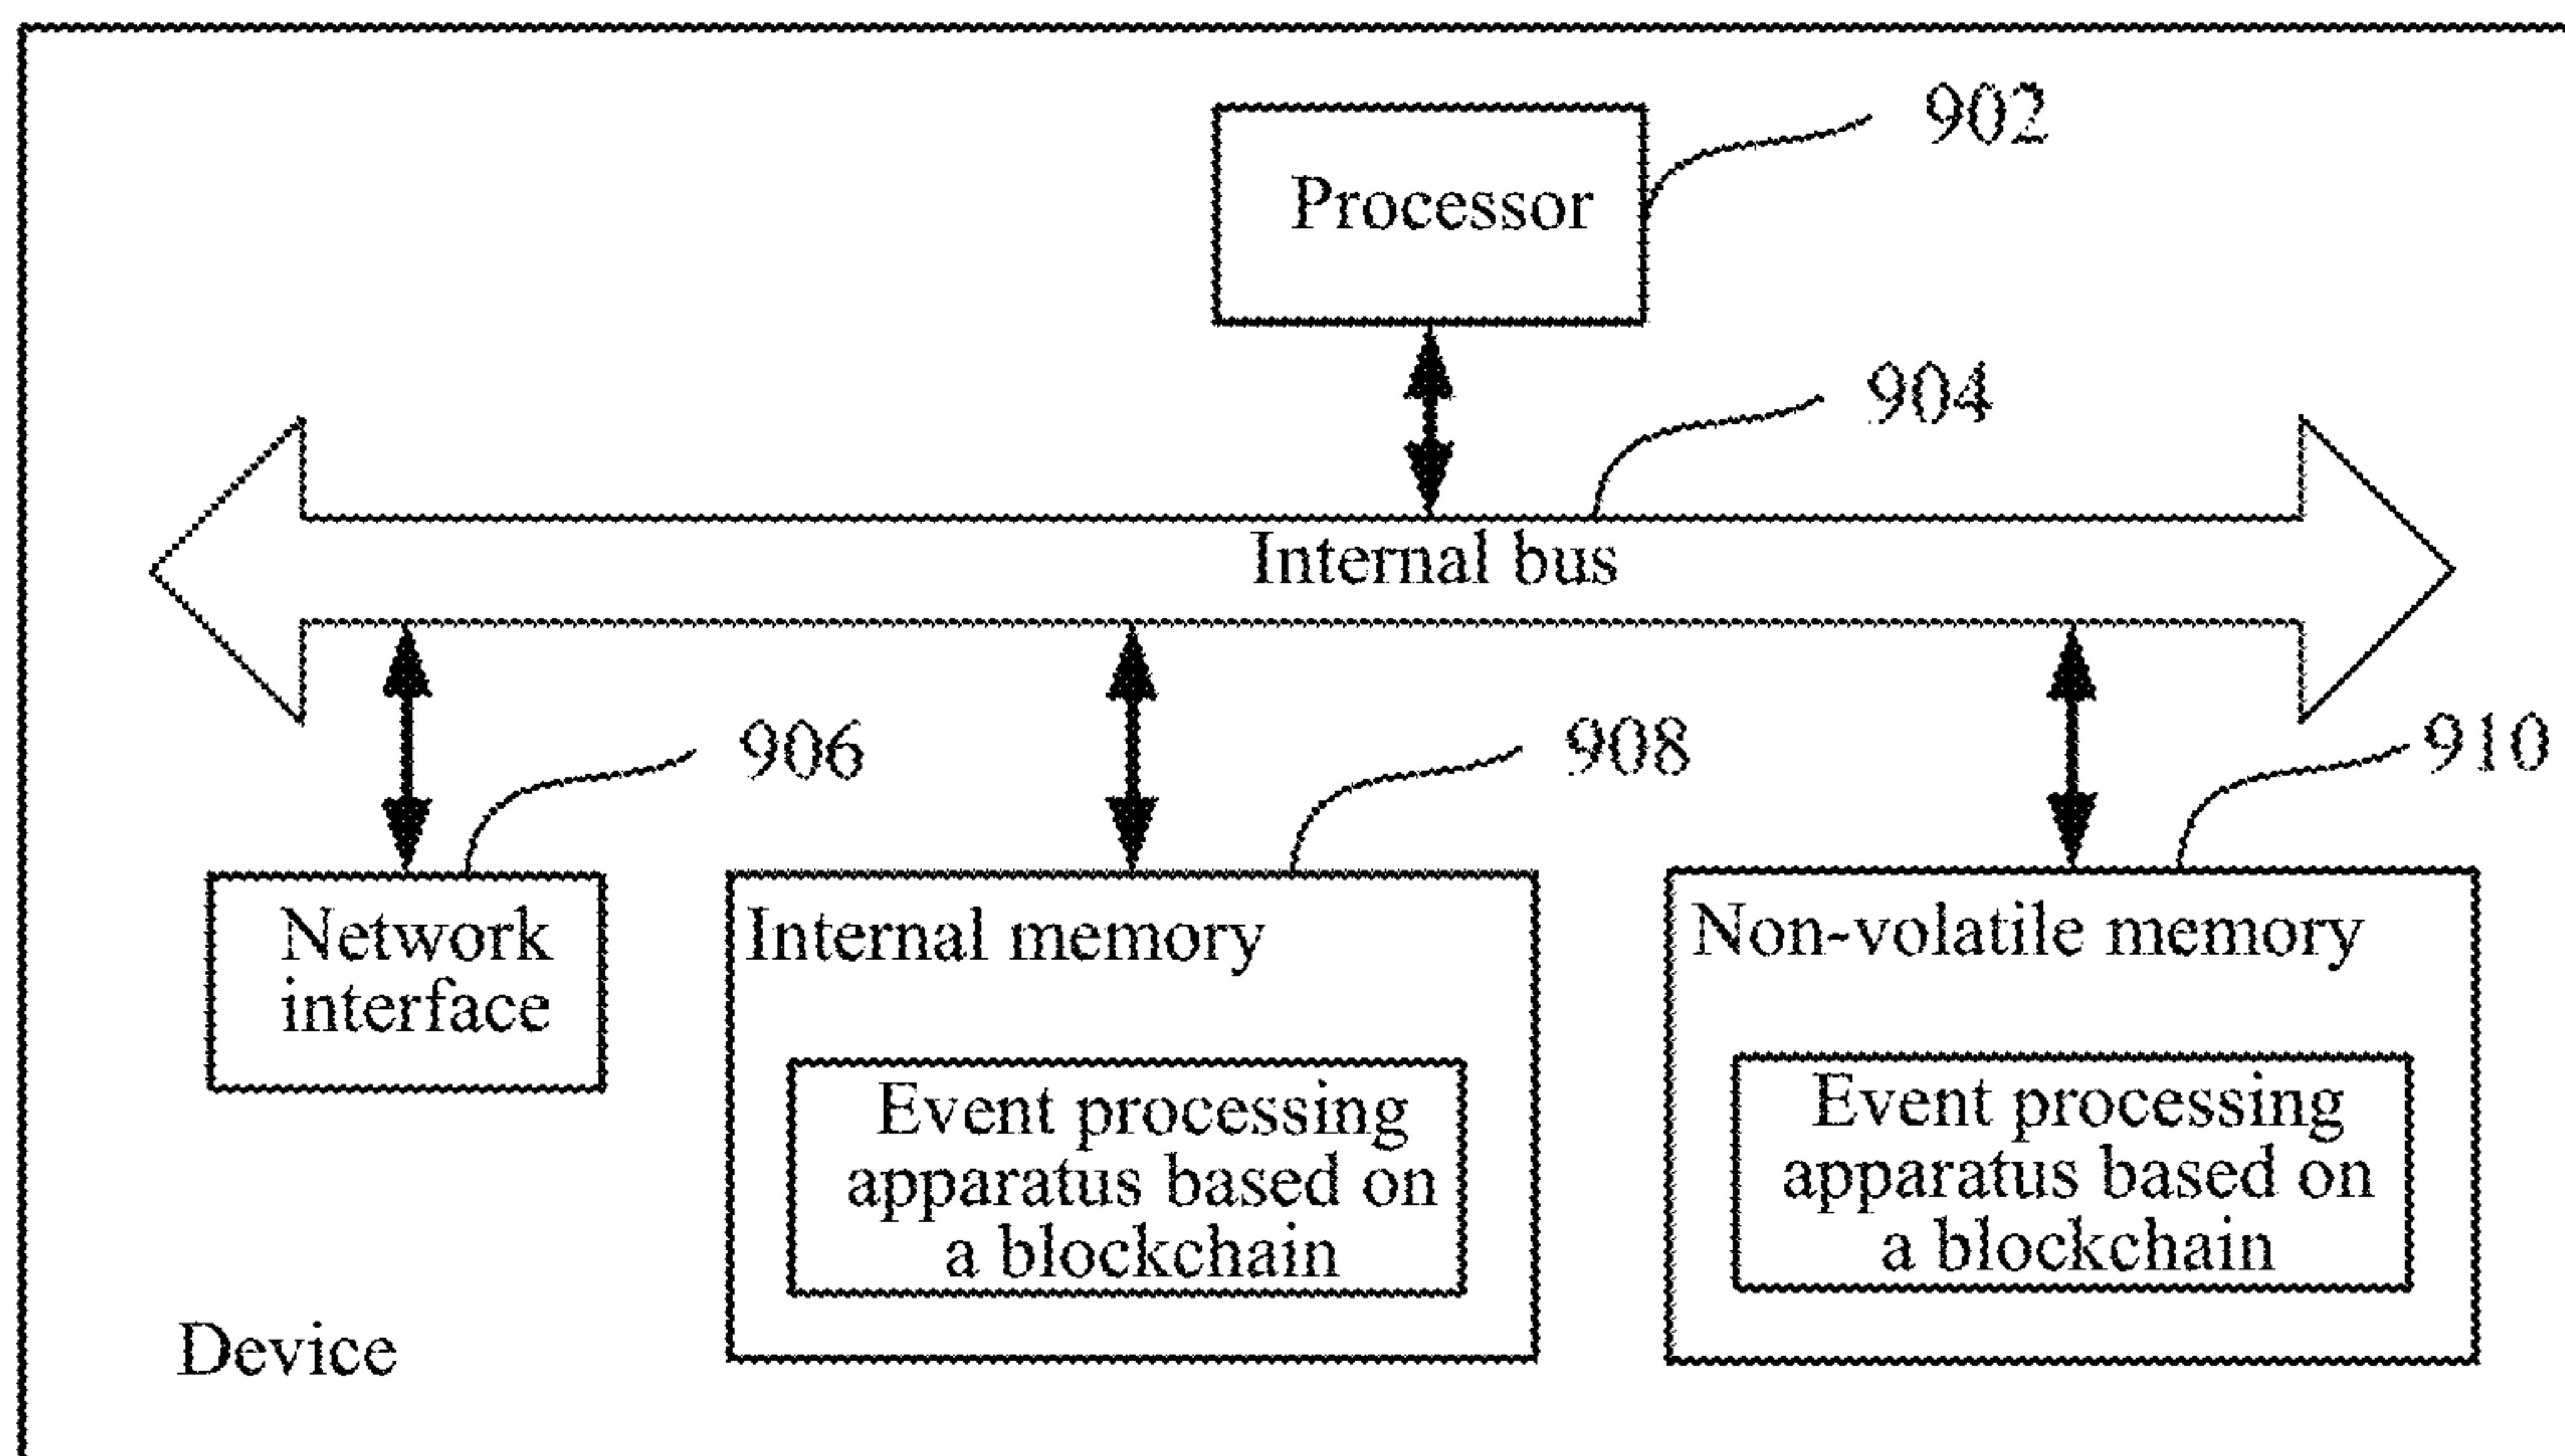 902
Processor
904
Internal bus
906
908
910
Network
interface
Internal memory
Event processing
apparatus based on
a blockchain
Non-volatile memory
Event processing
apparatus based on
a blockchain
Device